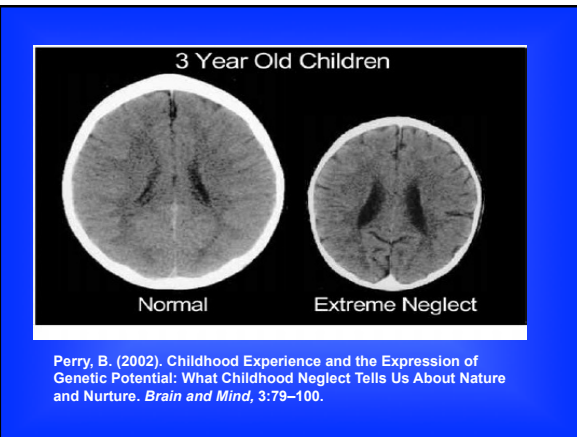 3 Year Old Children
Normal
Extreme Neglect
Perry, B. (2002). Childhood Experience and the Expression of
Genetic Potential: What Childhood Neglect Tells Us About Nature
and Nurture. Brain and Mind, 3:79–100.